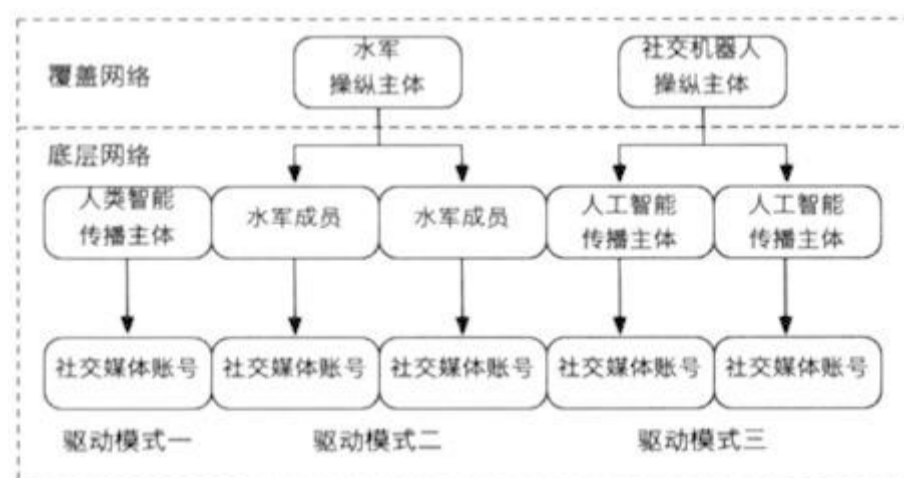 水军
操纵主体
社交机器人
操纵主体
覆盖网络
底层网络
人类智能
传播主体
水军成员
水军成员
人工智能
传播主体
人工智能
传播主体
社交媒体账号
社交媒体账号
社交媒体账号
社交媒体账号
社交媒体账号
驱动模式一
驱动模式二
驱动模式三